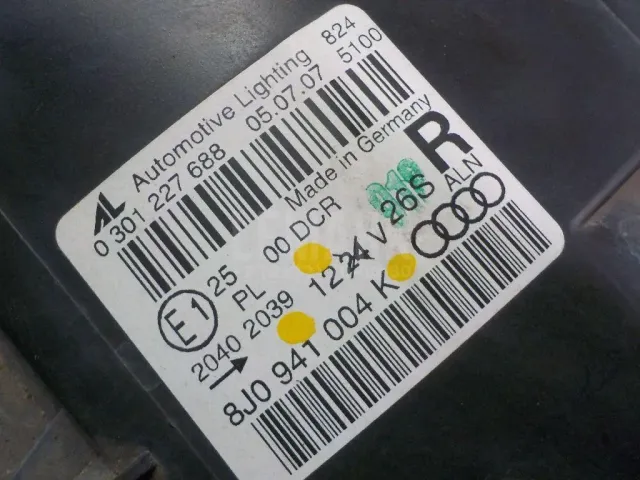 AL Automotive Lighting 824
0 301 227 688 05.07.07 5100
Made in Germany R
E1 25 00 DCR 26S ALN
PL 12 24 V
2040 2039
8J0 941 004 K